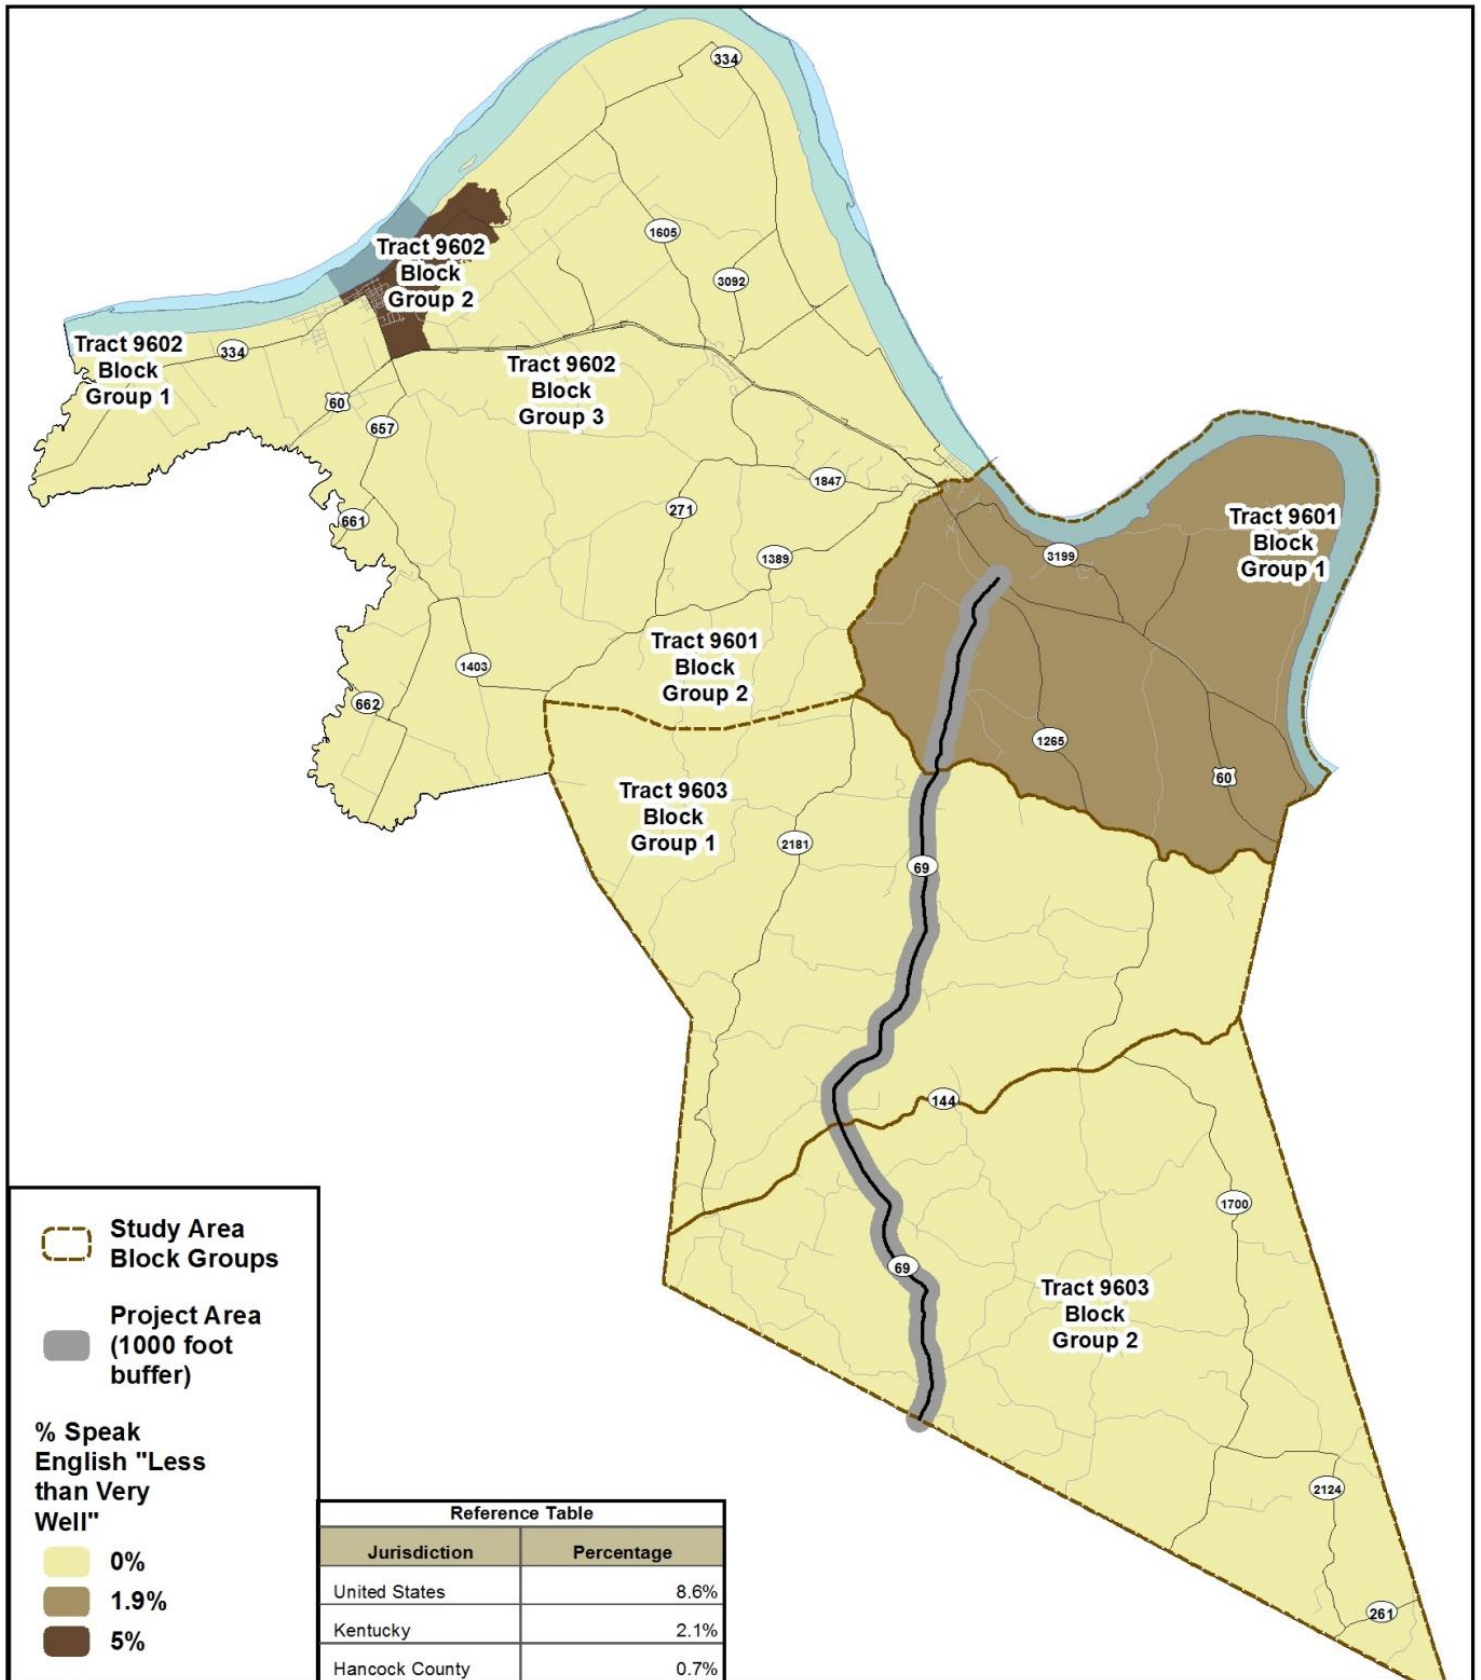 334
1605
3092
Tract 9602
Block
Group 2
Tract 9602
Block
Group 1
334
60
657
Tract 9602
Block
Group 3
1847
271
661
1389
Tract 9601
Block
Group 1
3199
Tract 9601
Block
Group 2
1403
662
1265
60
Tract 9603
Block
Group 1
2181
69
144
1700
69
Tract 9603
Block
Group 2
2124
261
Study Area
Block Groups
Project Area
(1000 foot
buffer)
% Speak
English "Less
than Very
Well"
0%
1.9%
5%
Reference Table
Jurisdiction Percentage
United States 8.6%
Kentucky 2.1%
Hancock County 0.7%